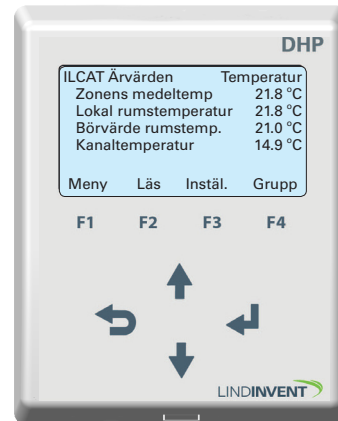 DHP
ILCAT Ärvärden Temperatur
Zonens medeltemp 21.8 °C
Lokal rumstemperatur 21.8 °C
Börvärde rumstemp. 21.0 °C
Kanaltemperatur 14.9 °C
Meny Läs Instäl. Grupp
F1 F2 F3 F4
LINDINVENT